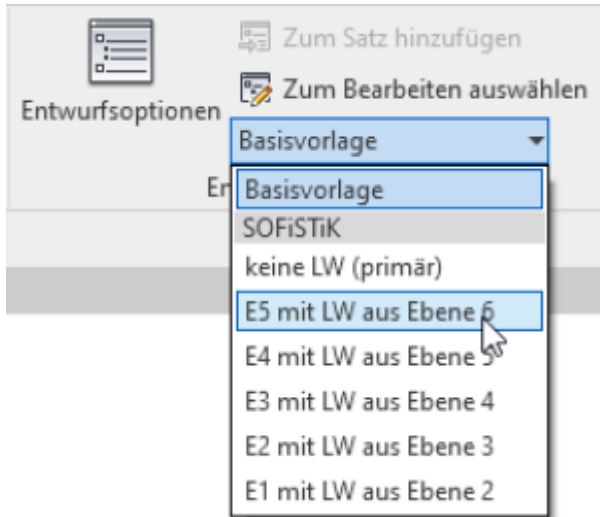 Zum Satz hinzufügen
Zum Bearbeiten auswählen
Entwurfsoptionen
Basisvorlage
Basisvorlage
SOFiSTiK
keine LW (primär)
E5 mit LW aus Ebene 6
E4 mit LW aus Ebene 5
E3 mit LW aus Ebene 4
E2 mit LW aus Ebene 3
E1 mit LW aus Ebene 2